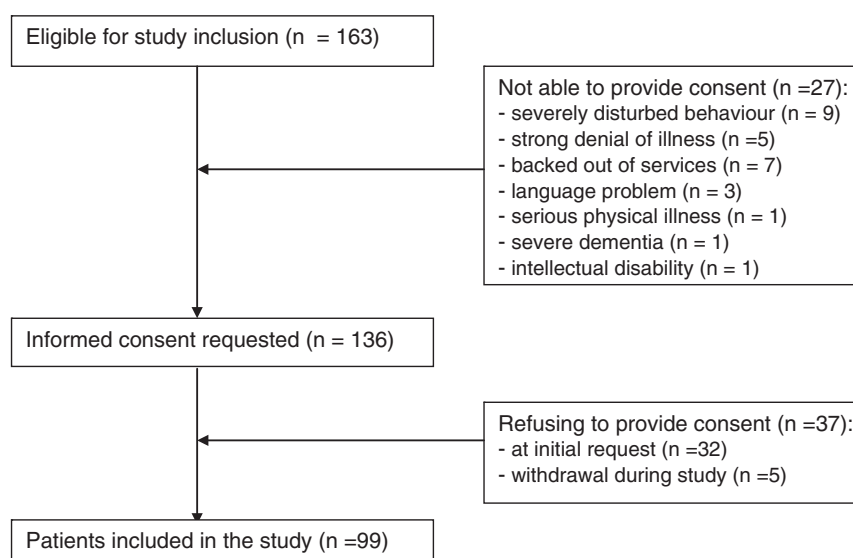 Eligible for study inclusion (n = 163)
Not able to provide consent (n =27):
- severely disturbed behaviour (n = 9)
- strong denial of illness (n =5)
- backed out of services (n = 7)
- language problem (n = 3)
- serious physical illness (n = 1)
- severe dementia (n = 1)
- intellectual disability (n = 1)
Informed consent requested (n = 136)
Refusing to provide consent (n =37):
- at initial request (n =32)
- withdrawal during study (n =5)
Patients included in the study (n =99)